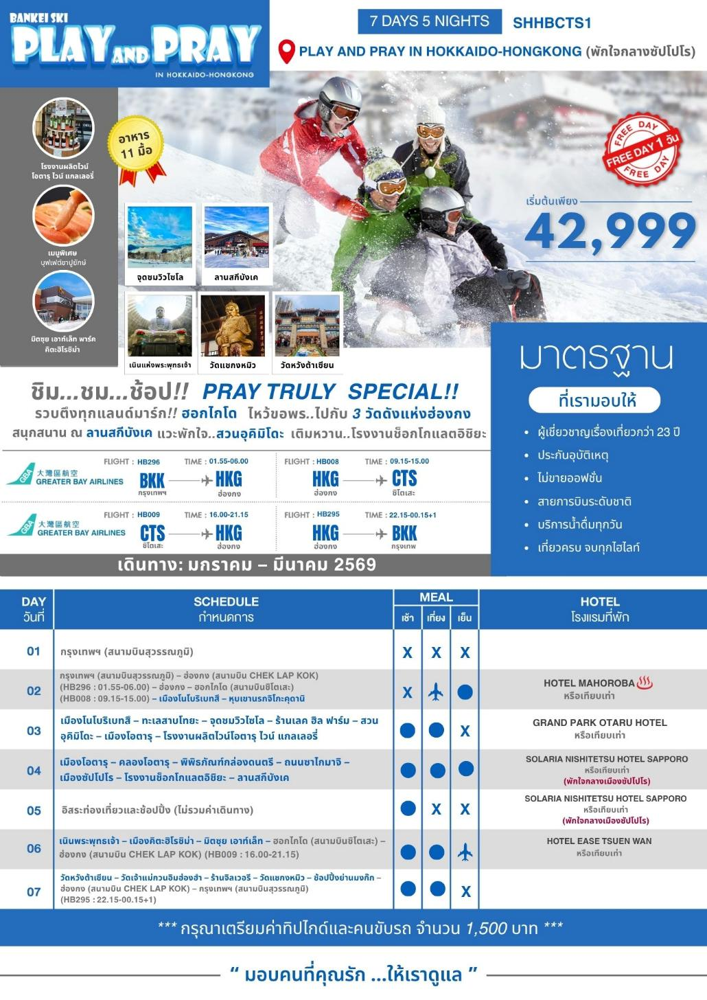 BANKEI SKI
PLAY AND PRAY
IN HOKKAIDO-HONGKONG
7 DAYS 5 NIGHTS SHHBCTS1
PLAY AND PRAY IN HOKKAIDO-HONGKONG (พักใจกลางซัปโปโร)
โรงงานผลิตไวน์
โอตารุ ไวน์ แกลเลอรี่
เมนูพิเศษ
บุฟเฟต์ขาปูยักษ์
มิตซุย เอาท์เล็ท พาร์ค
คิตะฮิโรชิม่า
อาหาร
11 มื้อ
FREE DAY
FREE DAY 1 วัน
FREE DAY
เริ่มต้นเพียง
42,999
จุดชมวิวไซโล
ลานสกีบังเค
เนินแห่งพระพุทธเจ้า
วัดแชกงหมิว
วัดหวังต้าเซียน
ชิม...ชม...ช้อป!! PRAY TRULY SPECIAL!!
รวบตึงทุกแลนด์มาร์ก!! ฮอกไกโด ไหว้ขอพร..ไปกับ 3 วัดดังแห่งฮ่องกง
สนุกสนาน ณ ลานสกีบังเค แวะพักใจ..สวนอุคิมิโดะ เติมหวาน..โรงงานช็อกโกแลตอิชิยะ
มาตรฐาน
ที่เรามอบให้
• ผู้เชี่ยวชาญเรื่องเที่ยวกว่า 23 ปี
• ประกันอุบัติเหตุ
• ไม่ขายออฟชั่น
• สายการบินระดับชาติ
• บริการน้ำดื่มทุกวัน
• เที่ยวครบ จบทุกไฮไลท์
GBA 大灣區航空
GREATER BAY AIRLINES
FLIGHT : HB296 TIME : 01.55-06.00
BKK HKG
กรุงเทพฯ ฮ่องกง
FLIGHT : HB008 TIME : 09.15-15.00
HKG CTS
ฮ่องกง ชิโตเสะ
GBA 大灣區航空
GREATER BAY AIRLINES
FLIGHT : HB009 TIME : 16.00-21.15
CTS HKG
ชิโตเสะ ฮ่องกง
FLIGHT : HB295 TIME : 22.15-00.15+1
HKG BKK
ฮ่องกง กรุงเทพ
เดินทาง: มกราคม – มีนาคม 2569
DAY SCHEDULE MEAL HOTEL
วันที่ กำหนดการ เช้า เที่ยง เย็น โรงแรมที่พัก
01 กรุงเทพฯ (สนามบินสุวรรณภูมิ) X X X
02 กรุงเทพฯ (สนามบินสุวรรณภูมิ) – ฮ่องกง (สนามบิน CHEK LAP KOK)
(HB296 : 01.55-06.00) – ฮ่องกง – ฮอกไกโด (สนามบินชิโตเสะ)
(HB008 : 09.15-15.00) – เมืองโนโบริเบทสึ – หุบเขานรกจิโกะคุดานิ
X
HOTEL MAHOROBA
หรือเทียบเท่า
03 เมืองโนโบริเบทสึ – ทะเลสาบโทยะ – จุดชมวิวไซโล – ร้านเลค ฮิล ฟาร์ม – สวน
อุคิมิโดะ – เมืองโอตารุ – โรงงานผลิตไวน์โอตารุ ไวน์ แกลเลอรี่
X
GRAND PARK OTARU HOTEL
หรือเทียบเท่า
04 เมืองโอตารุ – คลองโอตารุ – พิพิธภัณฑ์กล่องดนตรี – ถนนซาไกมาจิ –
เมืองซัปโปโร – โรงงานช็อกโกแลตอิชิยะ – ลานสกีบังเค
SOLARIA NISHITETSU HOTEL SAPPORO
หรือเทียบเท่า
(พักใจกลางเมืองซัปโปโร)
05 อิสระท่องเที่ยวและช้อปปิ้ง (ไม่รวมค่าเดินทาง) X X
SOLARIA NISHITETSU HOTEL SAPPORO
หรือเทียบเท่า
(พักใจกลางเมืองซัปโปโร)
06 เนินพระพุทธเจ้า – เมืองคิตะฮิโรชิม่า – มิตซุย เอาท์เล็ท – ฮอกไกโด (สนามบินชิโตเสะ) –
ฮ่องกง (สนามบิน CHEK LAP KOK) (HB009 : 16.00-21.15)
HOTEL EASE TSUEN WAN
หรือเทียบเท่า
07 วัดหวังต้าเซียน – วัดเจ้าแม่กวนอิมฮ่องฮำ – ร้านจิลเวอรี่ – วัดแชกงหมิว – ช้อปปิ้งย่านมงก๊ก –
ฮ่องกง (สนามบิน CHEK LAP KOK) – กรุงเทพฯ (สนามบินสุวรรณภูมิ)
(HB295 : 22.15-00.15+1)
X
*** กรุณาเตรียมค่าทิปไกด์และคนขับรถ จำนวน 1,500 บาท ***
“ มอบคนที่คุณรัก ...ให้เราดูแล ”